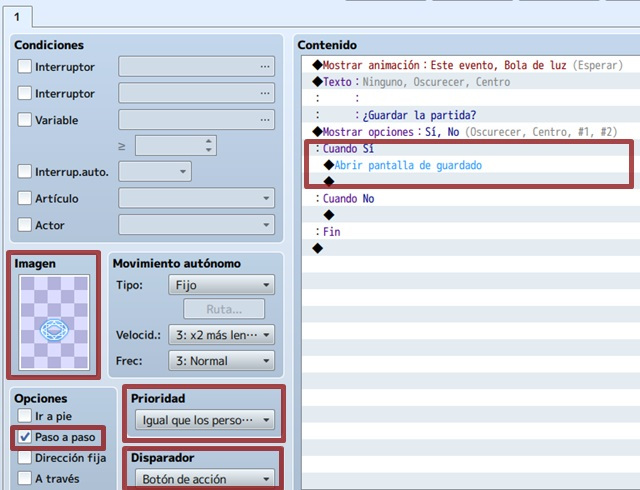 1
Condiciones
Interruptor
...
Interruptor
...
Variable
...
≥
Interrup.auto.
Artículo
Actor
Imagen
Movimiento autónomo
Tipo:
Fijo
Ruta...
Velocid.:
3: x2 más len⋯
Frec:
3: Normal
Opciones
Ir a pie
Paso a paso
Dirección fija
A través
Prioridad
Igual que los perso⋯
Disparador
Botón de acción
Contenido
◆Mostrar animación：Este evento, Bola de luz (Esperar)
◆Texto：Ninguno, Oscurecer, Centro
：　　：
：　　：¿Guardar la partida?
◆Mostrar opciones：Sí, No (Oscurecer, Centro, #1, #2)
：Cuando Sí
◆Abrir pantalla de guardado
◆
：Cuando No
◆
：Fin
◆